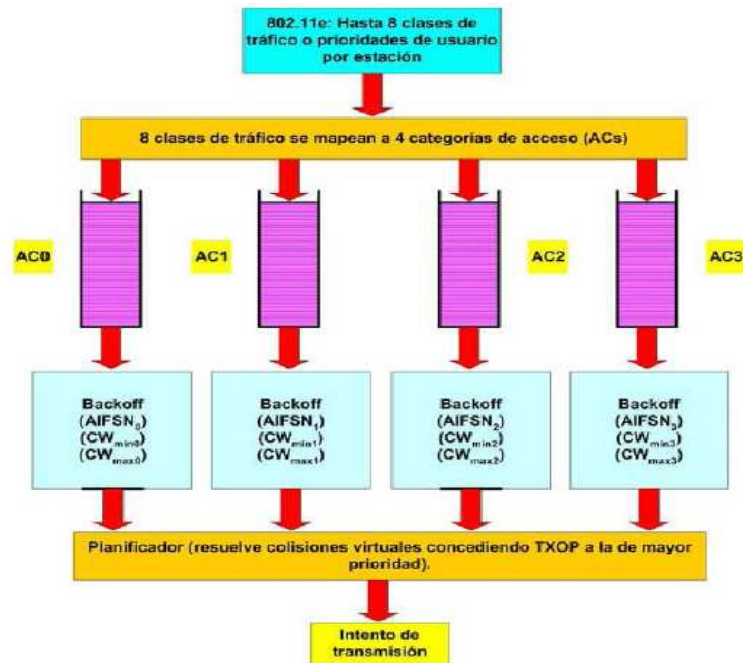 802.11e: Hasta 8 clases de
tráfico o prioridades de usuario
por estación
8 clases de tráfico se mapean a 4 categorías de acceso (ACs)
AC0
AC1
AC2
AC3
Backoff
(AIFSN0)
(CWmin0)
(CWmax0)
Backoff
(AIFSN1)
(CWmin1)
(CWmax1)
Backoff
(AIFSN2)
(CWmin2)
(CWmax2)
Backoff
(AIFSN3)
(CWmin3)
(CWmax3)
Planificador (resuelve colisiones virtuales concediendo TXOP a la de mayor
prioridad).
Intento de
transmisión